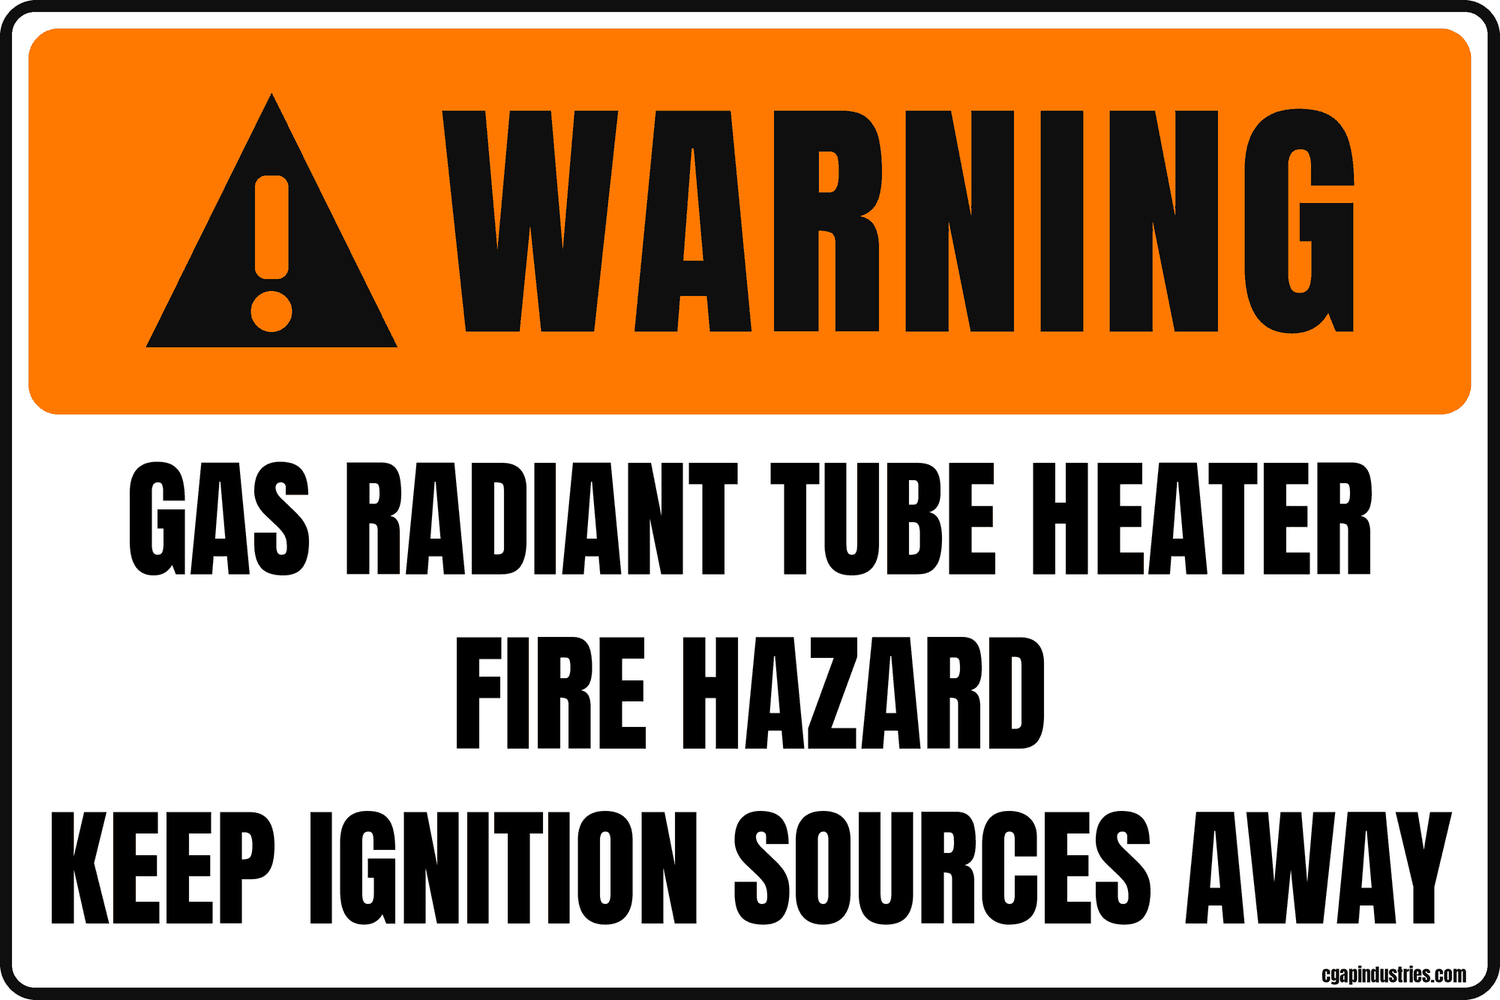 WARNING
GAS RADIANT TUBE HEATER
FIRE HAZARD
KEEP IGNITION SOURCES AWAY
cgapindustries.com